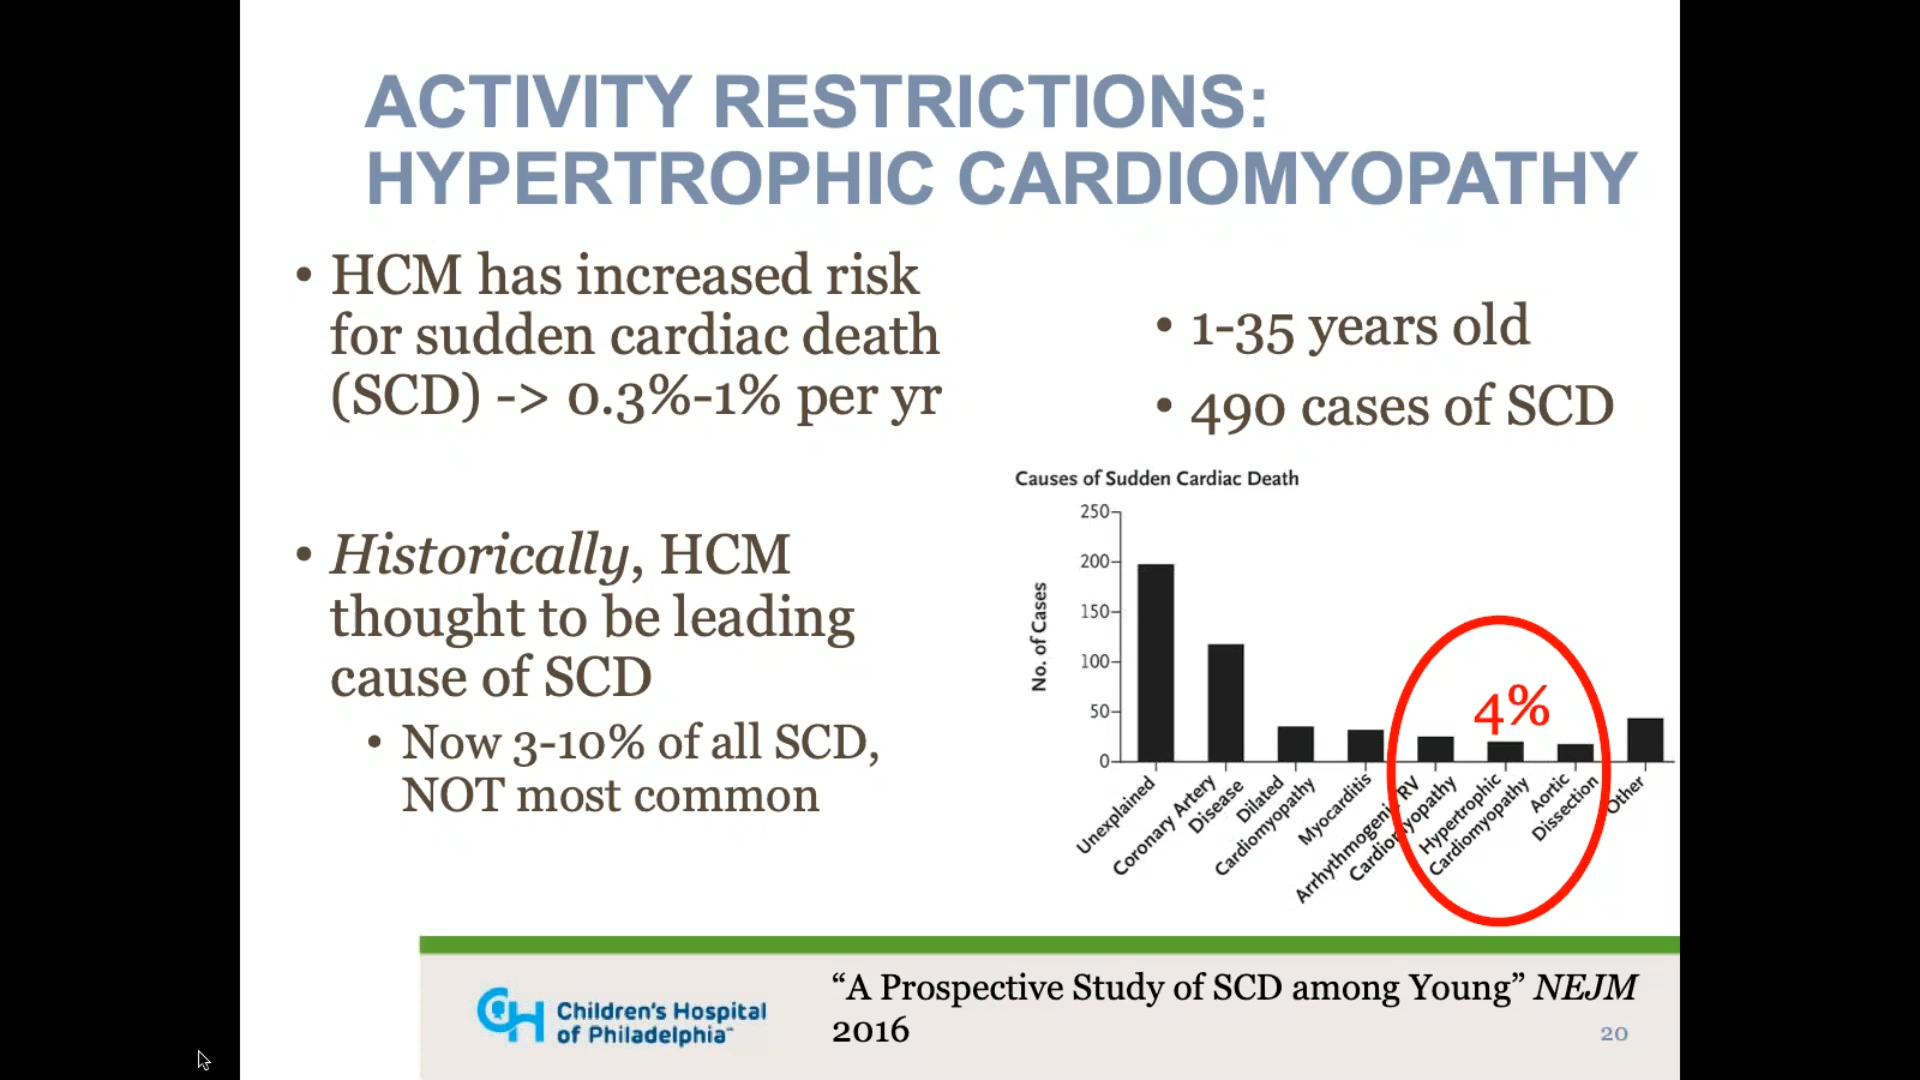 ACTIVITY RESTRICTIONS:
HYPERTROPHIC CARDIOMYOPATHY
• HCM has increased risk
for sudden cardiac death
(SCD) -> 0.3%-1% per yr
• Historically, HCM
thought to be leading
cause of SCD
• Now 3-10% of all SCD,
NOT most common
• 1-35 years old
• 490 cases of SCD
Causes of Sudden Cardiac Death
No. of Cases
250
200
150
100
50
0
4%
Unexplained
Coronary Artery
Disease
Dilated
Cardiomyopathy
Myocarditis
Arrhythmogenic RV
Cardiomyopathy
Hypertrophic
Cardiomyopathy
Aortic
Dissection
Other
CH
Children's Hospital
of Philadelphia™
“A Prospective Study of SCD among Young” NEJM
2016
20